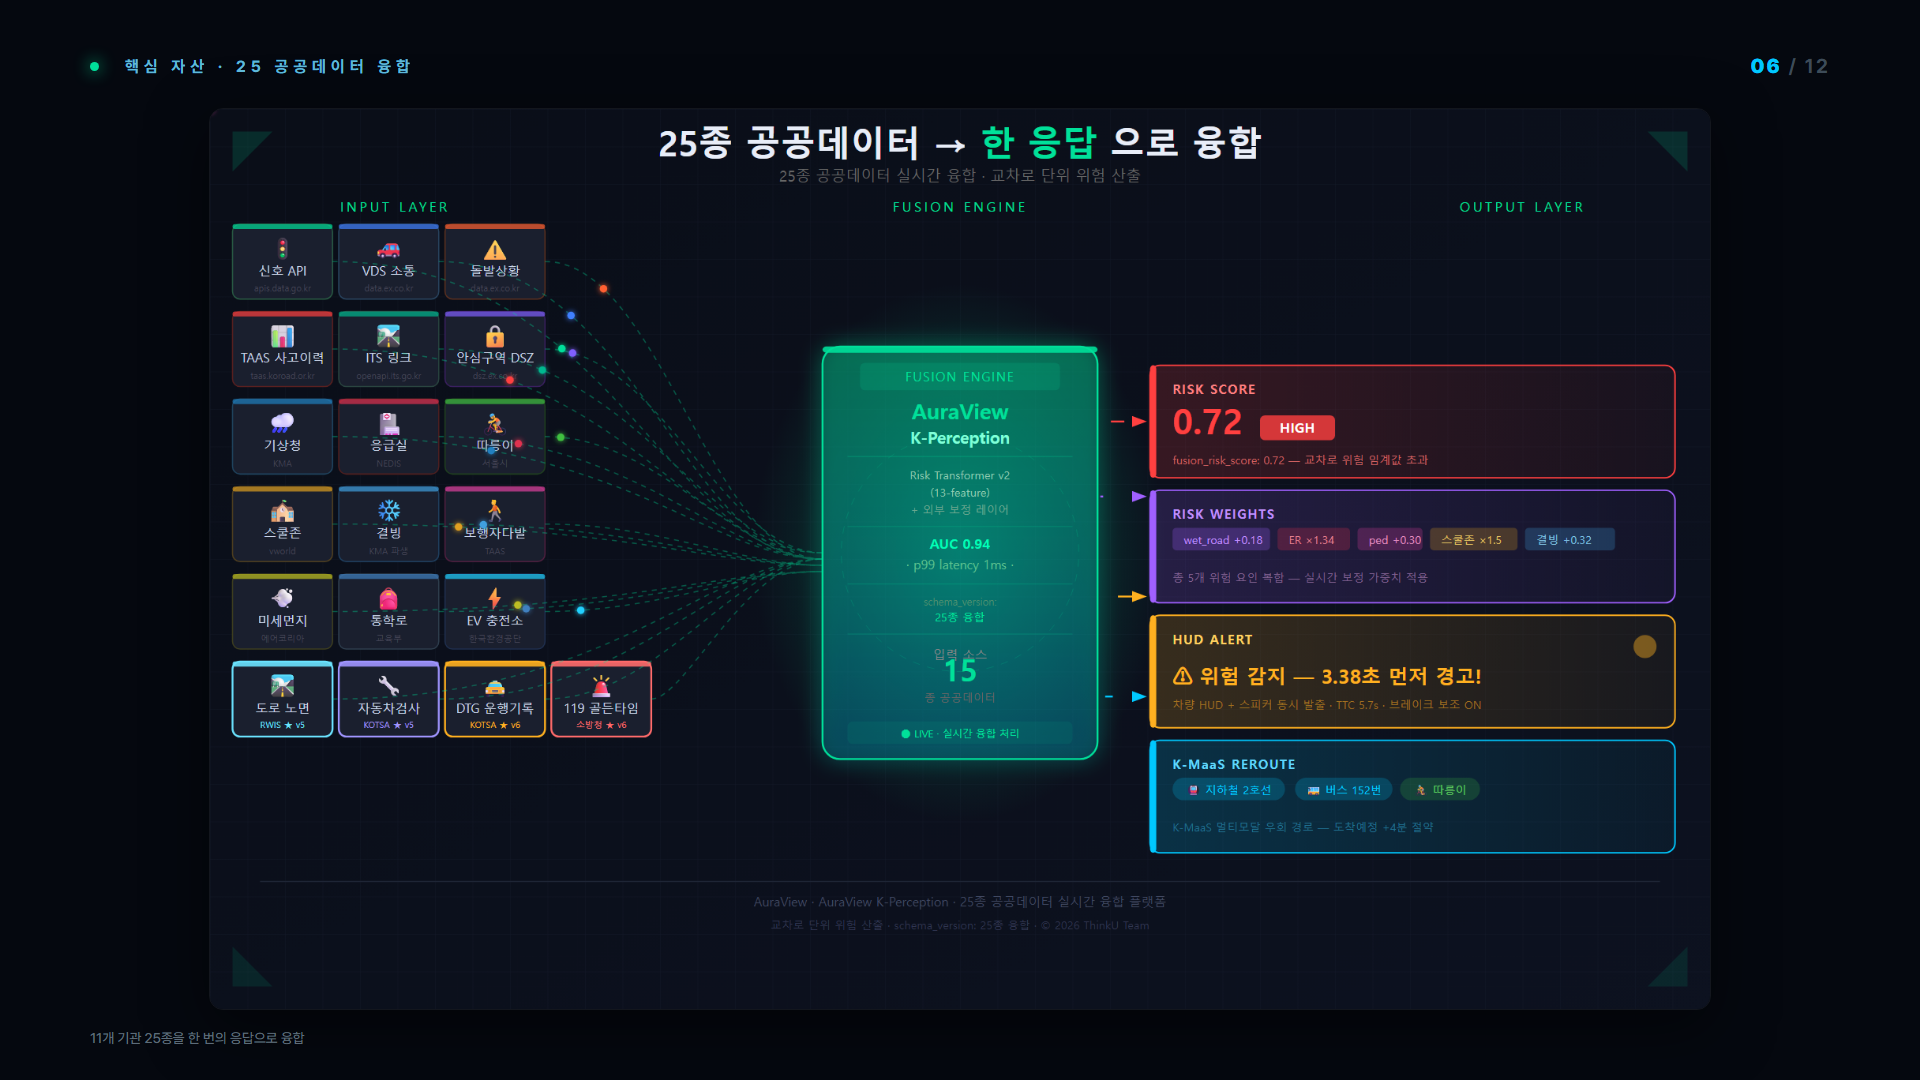 핵심 자산 · 25 공공데이터 융합
06 / 12
25종 공공데이터 → 한 응답 으로 융합
25종 공공데이터 실시간 융합 · 교차로 단위 위험 산출
INPUT LAYER
FUSION ENGINE
OUTPUT LAYER
신호 API
apis.data.go.kr
VDS 소통
data.ex.co.kr
돌발상황
data.ex.co.kr
TAAS 사고이력
taas.koroad.or.kr
ITS 링크
openapi.its.go.kr
안심구역 DSZ
기상청
KMA
응급실
NEDIS
따릉이
서울시
스쿨존
vworld
결빙
KMA 파생
보행자다발
TAAS
미세먼지
에어코리아
통학로
교육부
EV 충전소
한국환경공단
도로 노면
RWIS ★ v5
자동차검사
KOTSA ★ v5
DTG 운행기록
KOTSA ★ v6
119 골든타임
소방청 ★ v6
FUSION ENGINE
AuraView
K-Perception
Risk Transformer v2
(13-feature)
+ 외부 보정 레이어
AUC 0.94
· p99 latency 1ms ·
schema_version:
25종 융합
입력 소스
15
종 공공데이터
LIVE · 실시간 융합 처리
RISK SCORE
0.72 HIGH
fusion_risk_score: 0.72 — 교차로 위험 임계값 초과
RISK WEIGHTS
wet_road +0.18 ER ×1.34 ped +0.30 스쿨존 ×1.5 결빙 +0.32
총 5개 위험 요인 복합 — 실시간 보정 가중치 적용
HUD ALERT
⚠ 위험 감지 — 3.38초 먼저 경고!
차량 HUD + 스피커 동시 발출 · TTC 5.7s · 브레이크 보조 ON
K-MaaS REROUTE
지하철 2호선 버스 152번 따릉이
K-MaaS 멀티모달 우회 경로 — 도착예정 +4분 절약
AuraView · AuraView K-Perception · 25종 공공데이터 실시간 융합 플랫폼
교차로 단위 위험 산출 · schema_version: 25종 융합 · © 2026 ThinkU Team
11개 기관 25종을 한 번의 응답으로 융합